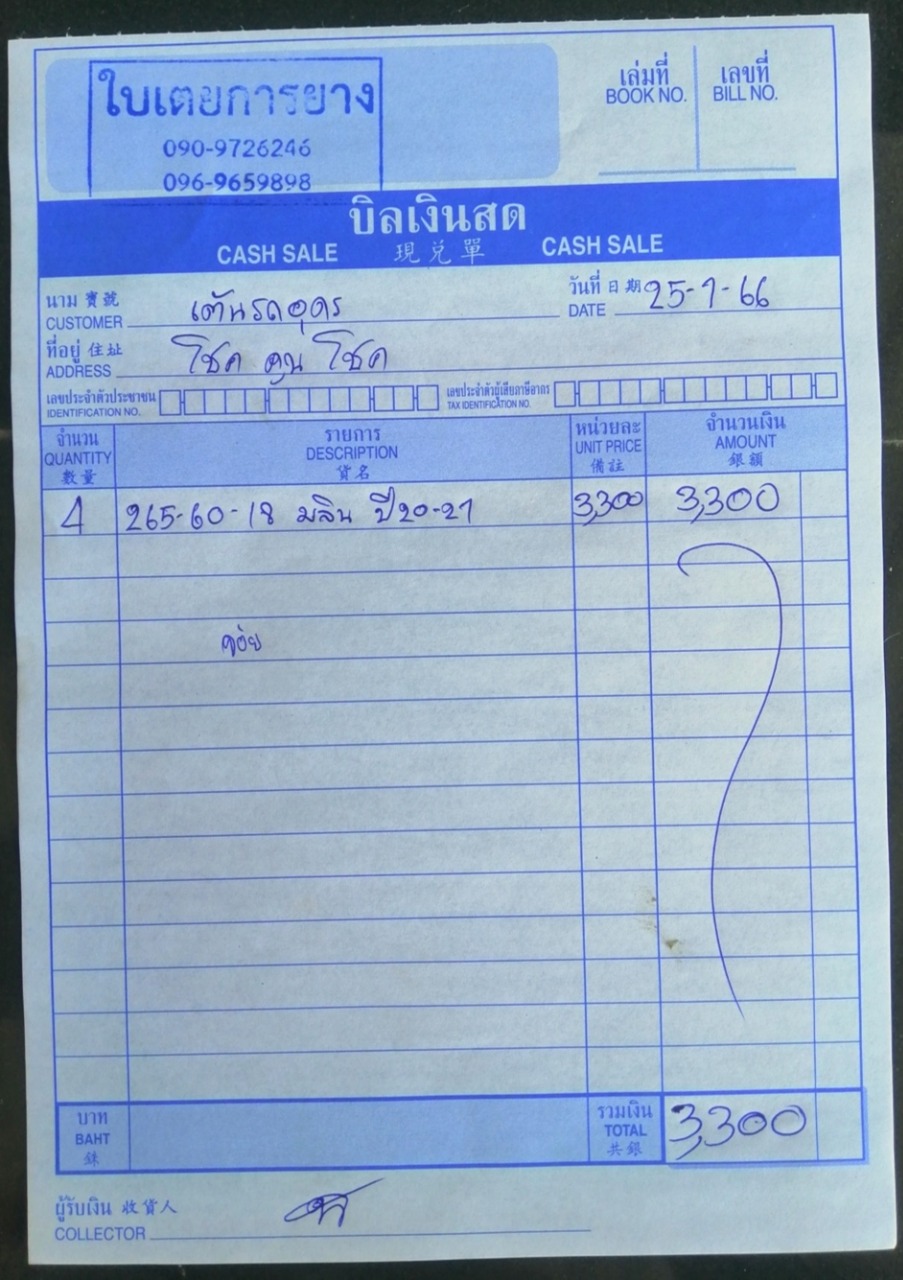 ใบเตยการยาง
090-9726246
096-9659898
เล่มที่ เลขที่
BOOK NO. BILL NO.
บิลเงินสด
CASH SALE 現兌單 CASH SALE
นาม 寶號 วันที่ 日期 25-9-66
CUSTOMER เต้นรถอุดร DATE
ที่อยู่ 住址 โชค คูน โชค
ADDRESS
เลขประจำตัวประชาชน เลขประจำตัวผู้เสียภาษีอากร
IDENTIFICATION NO. TAX IDENTIFICATION NO.
จำนวน รายการ หน่วยละ จำนวนเงิน
QUANTITY DESCRIPTION UNIT PRICE AMOUNT
數量 貨名 備註 銀額
4 265-60-18 มลิน ปี20-21 3,300 3,300
บาท รวมเงิน
BAHT TOTAL 3,300
銖 共銀
ผู้รับเงิน 收貨人
COLLECTOR